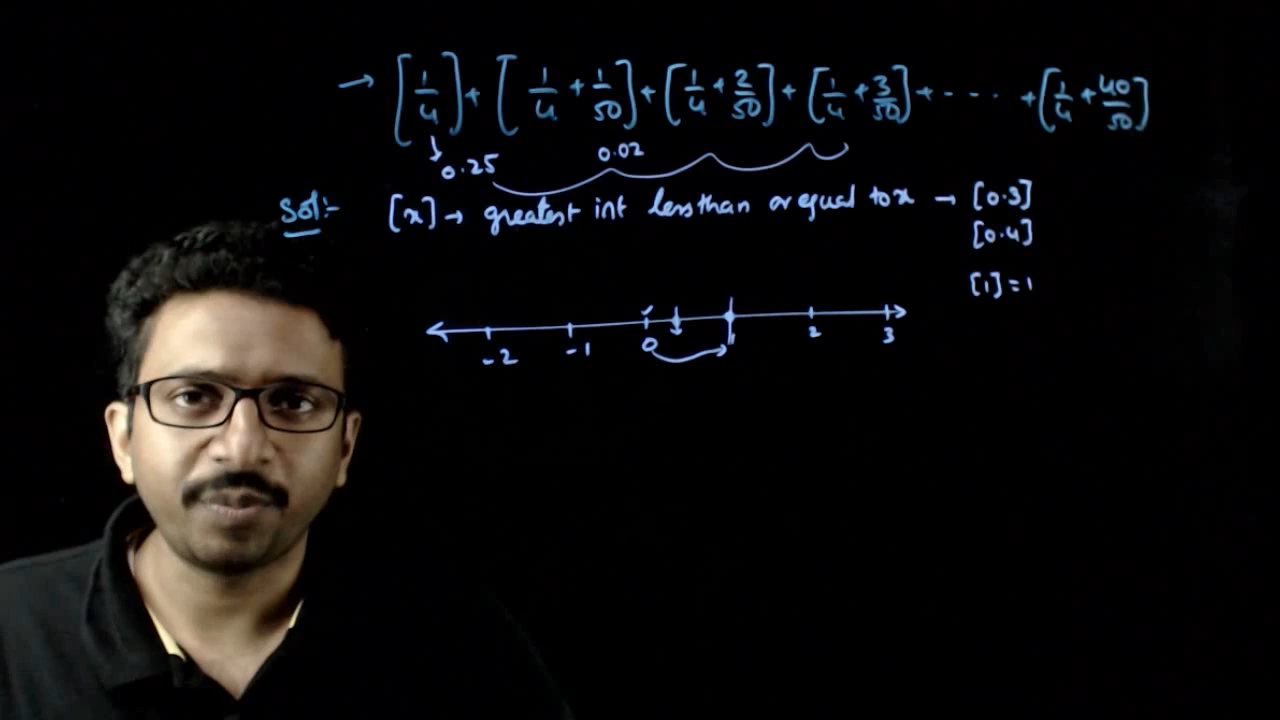 → [1/4] + [1/4 + 1/50] + [1/4 + 2/50] + [1/4 + 3/50] + - - - - + [1/4 + 40/50]
0.25 0.02
Sol:- [x] → greatest int less than or equal to x → [0.3]
[0.4]
[1] = 1
-2 -1 0 1 2 3